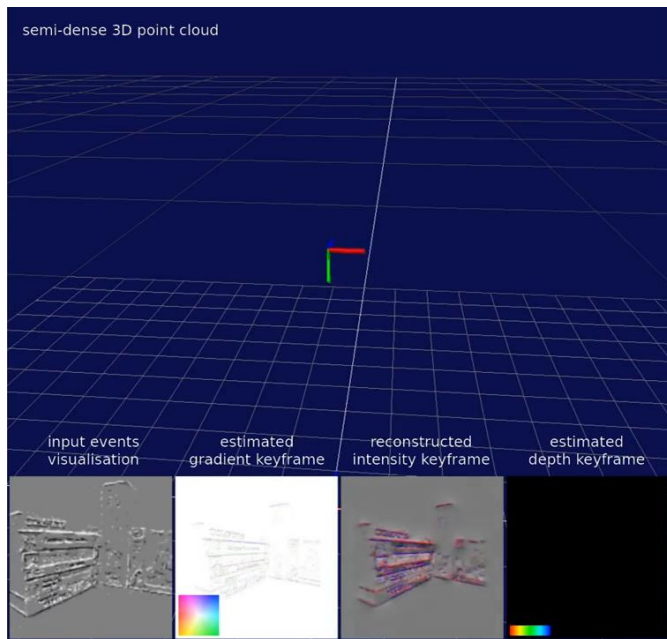 semi-dense 3D point cloud
input events
visualisation
estimated
gradient keyframe
reconstructed
intensity keyframe
estimated
depth keyframe